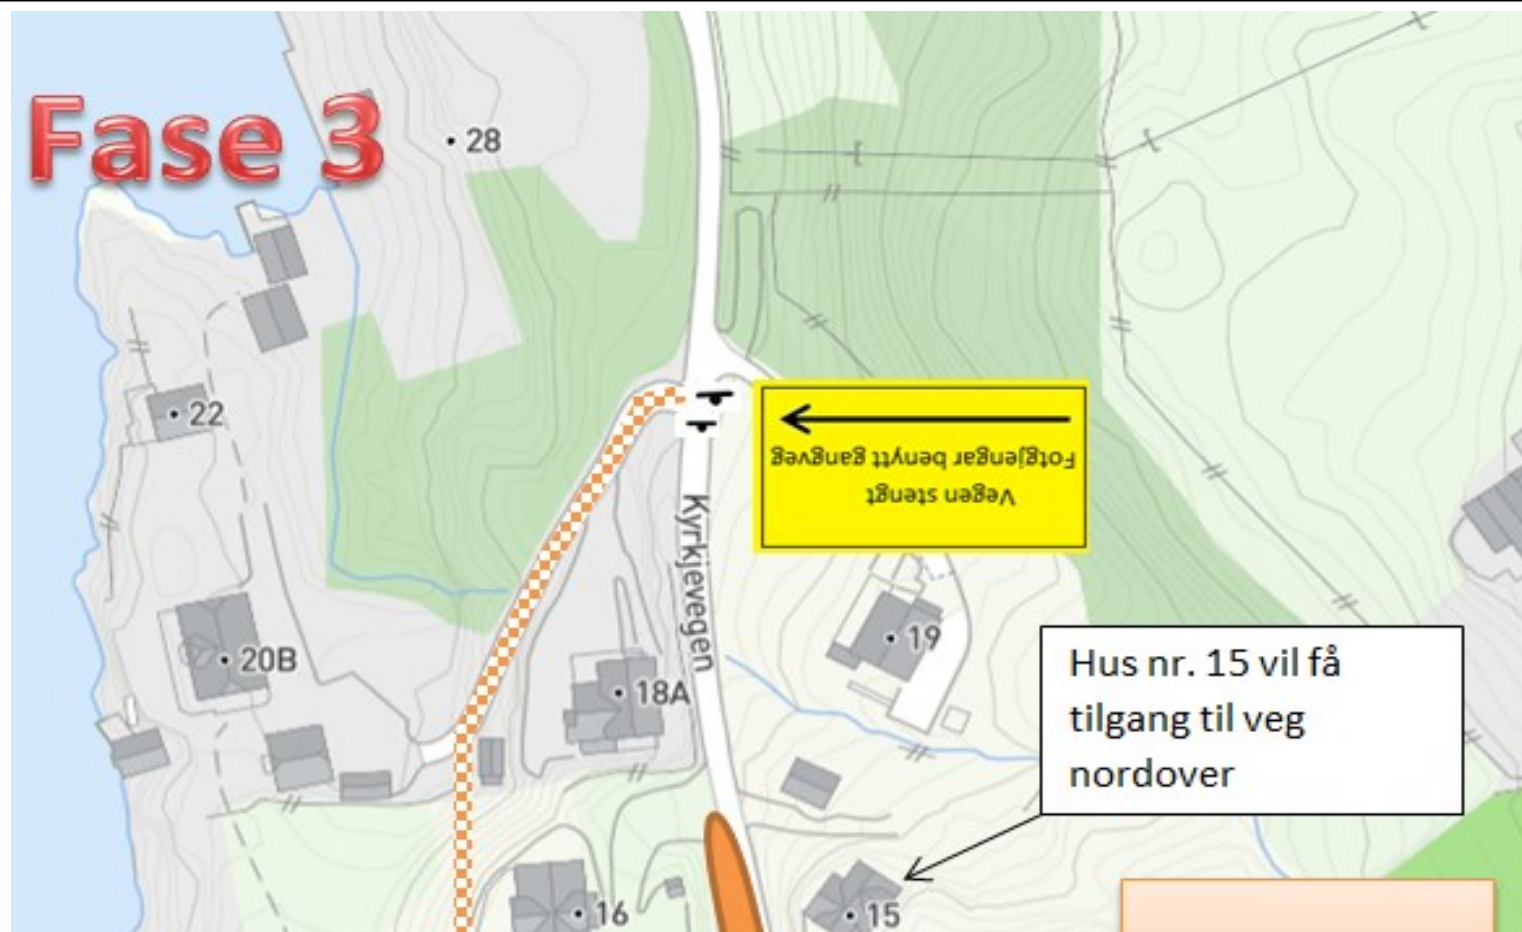 Fase 3
28
22
Vegen stengt
Fotgjengar benytt gangveg
Kyrkjevegen
19
20B
18A
Hus nr. 15 vil få
tilgang til veg
nordover
16
15